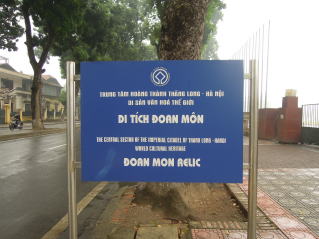 TRUNG TÂM HOÀNG THÀNH THĂNG LONG - HÀ NỘI
DI SẢN VĂN HOÁ THẾ GIỚI
DI TÍCH ĐOAN MÔN
THE CENTRAL SECTOR OF THE IMPERIAL CITADEL OF THANG LONG - HANOI
WORLD CULTURAL HERITAGE
ĐOAN MON RELIC